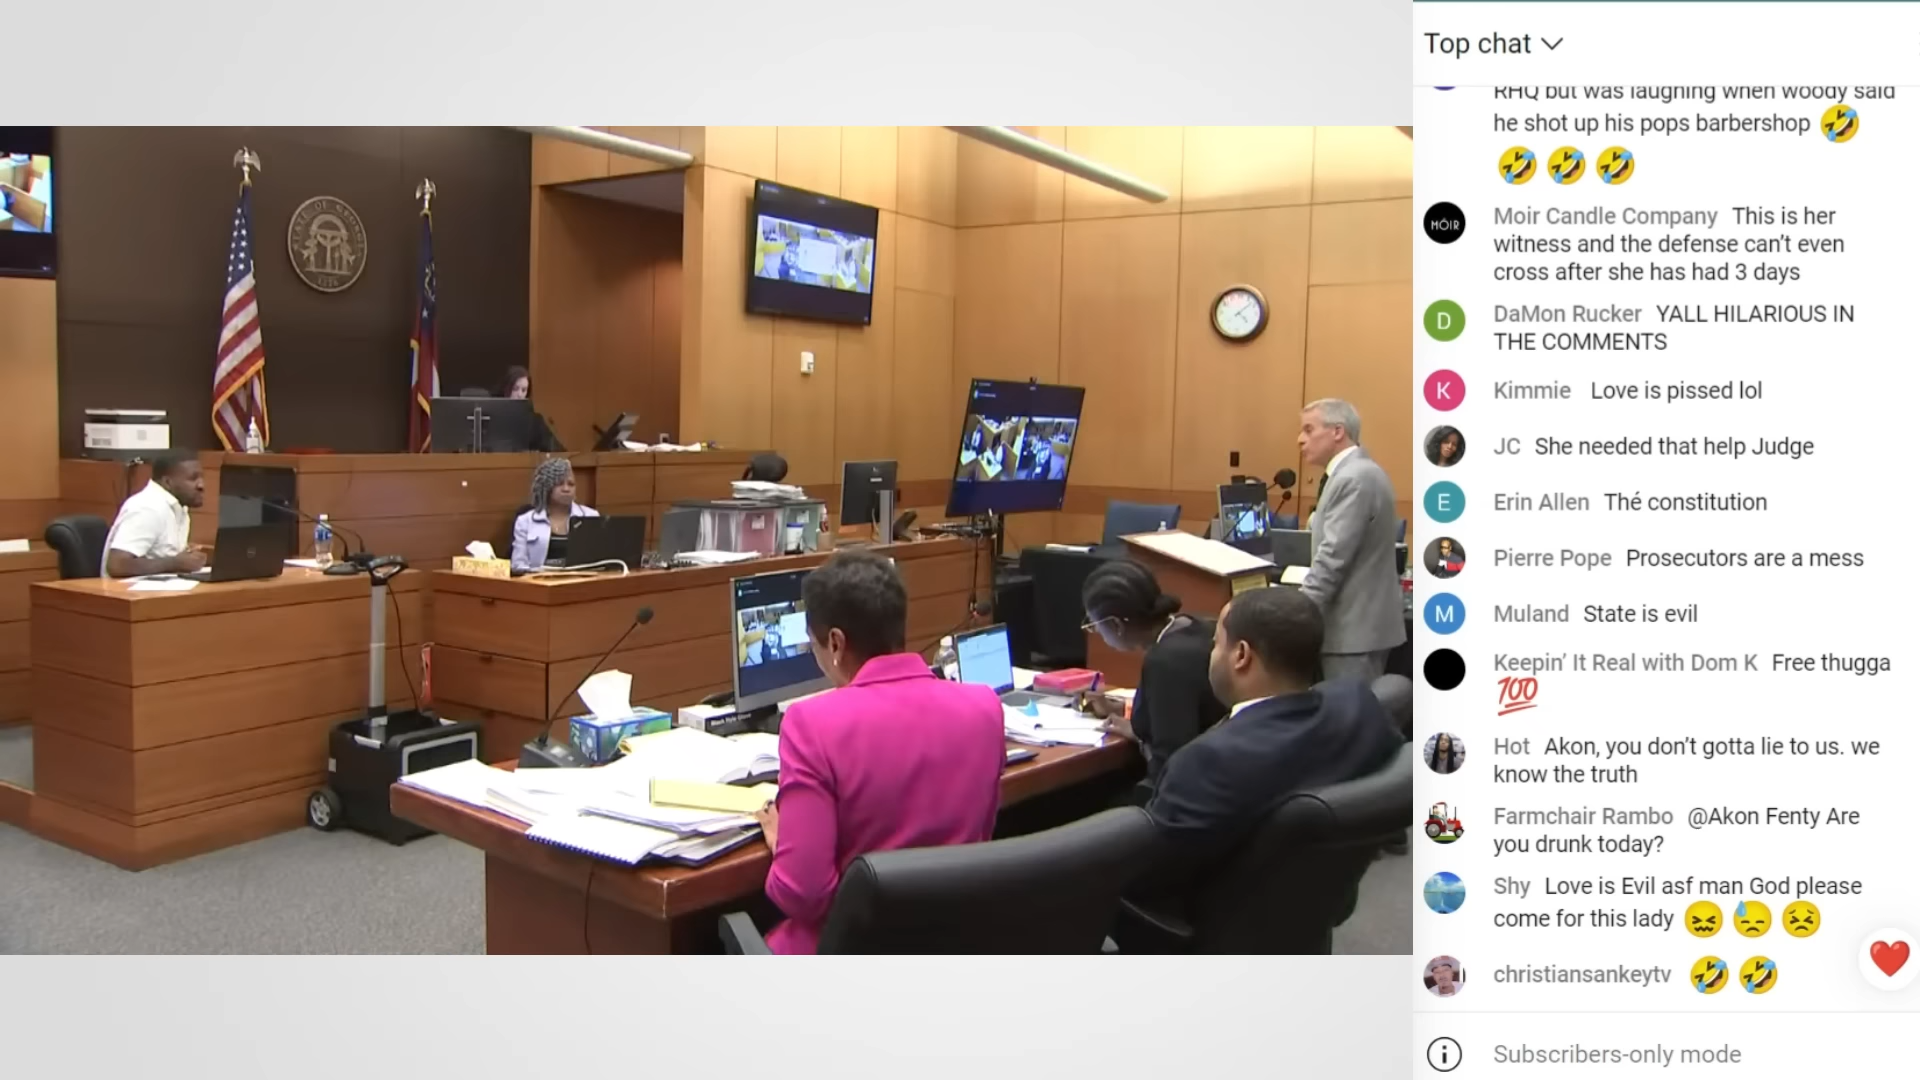 STATE OF GEORGIA
1776
Top chat
RHQ but was laughing when woody said
he shot up his pops barbershop 🤣
🤣🤣🤣
MÓIR
Moir Candle Company This is her
witness and the defense can't even
cross after she has had 3 days
D
DaMon Rucker YALL HILARIOUS IN
THE COMMENTS
K
Kimmie Love is pissed lol
JC She needed that help Judge
E
Erin Allen Thé constitution
Pierre Pope Prosecutors are a mess
M
Muland State is evil
Keepin' It Real with Dom K Free thugga
💯
Hot Akon, you don't gotta lie to us. we
know the truth
Farmchair Rambo @Akon Fenty Are
you drunk today?
Shy Love is Evil asf man God please
come for this lady 😖😓😣
christiansankeytv 🤣🤣
Subscribers-only mode